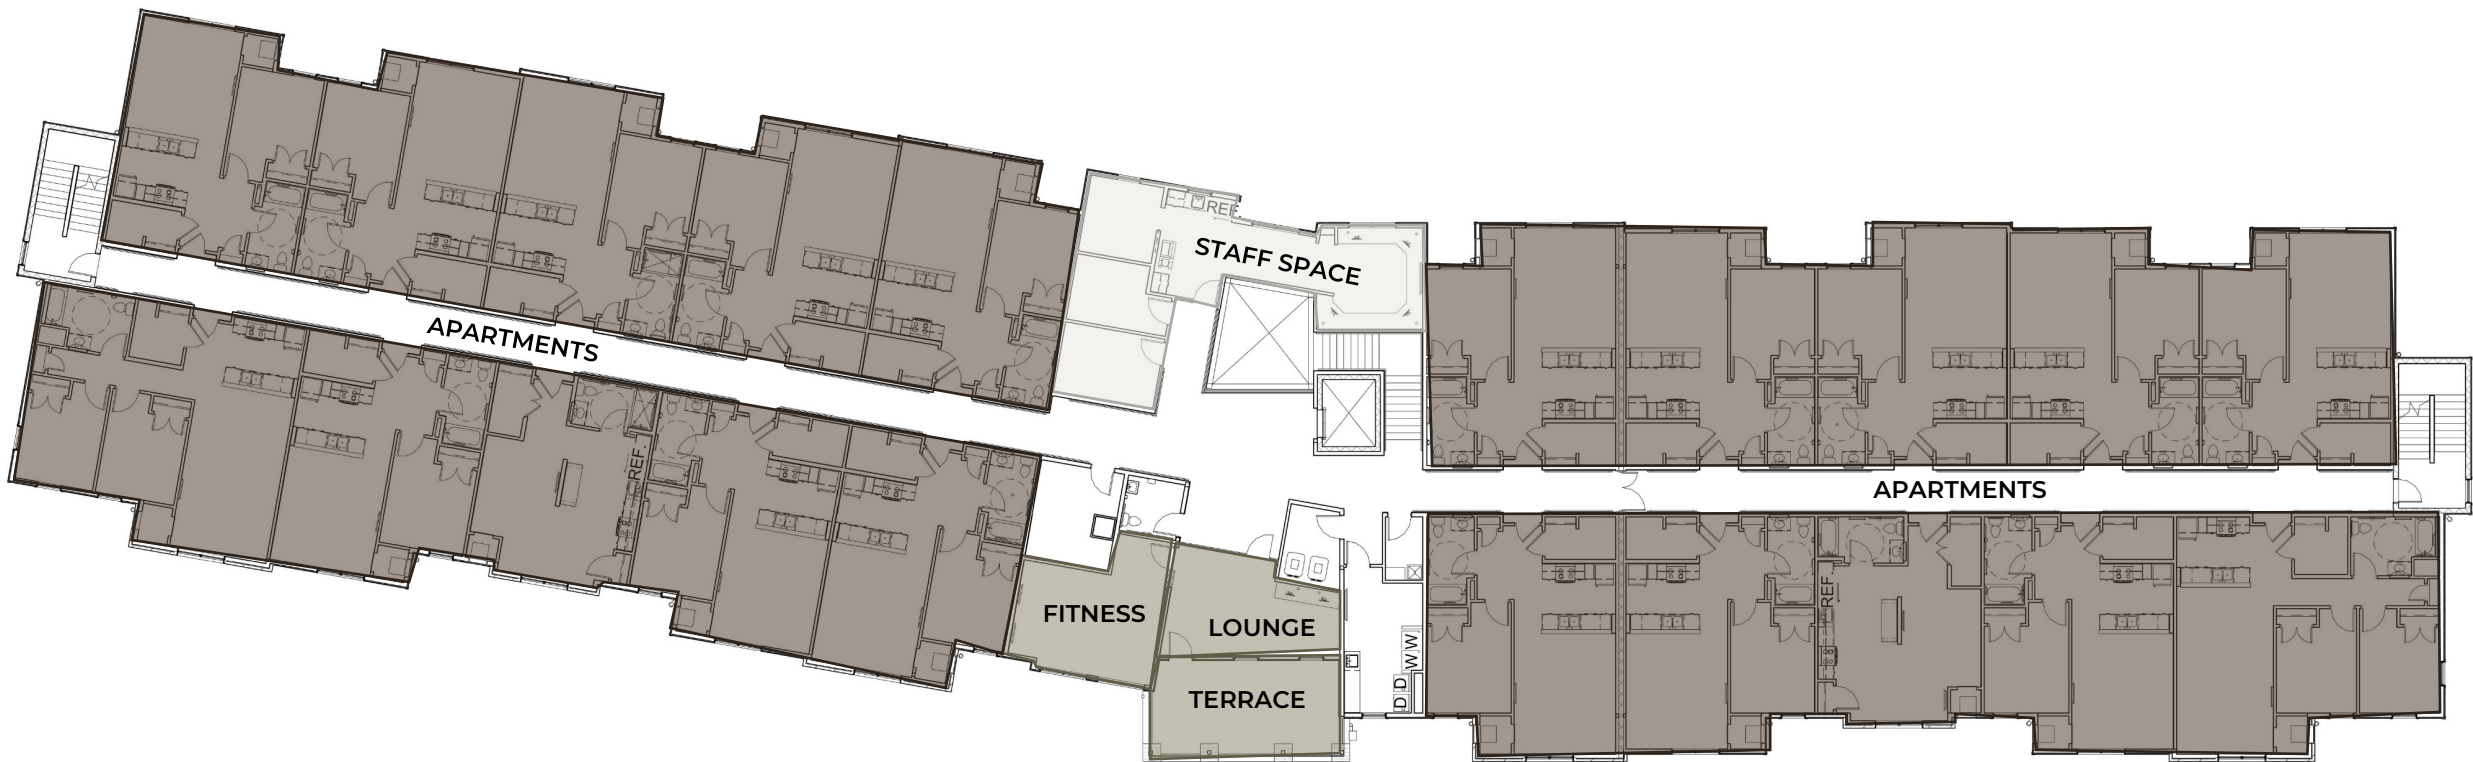 REF.
STAFF SPACE
APARTMENTS
REF.
APARTMENTS
REF.
FITNESS
LOUNGE
W W
D D
TERRACE